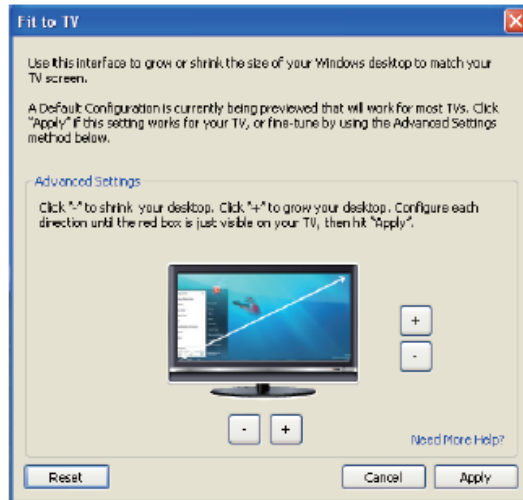 Fit to TV
Use this interface to grow or shrink the size of your Windows desktop to match your
TV screen.
A Default Configuration is currently being previewed that will work for most TVs. Click
"Apply" if this setting works for your TV, or fine-tune by using the Advanced Settings
method below.
Advanced Settings
Click "-" to shrink your desktop. Click "+" to grow your desktop. Configure each
direction until the red box is just visible on your TV, then hit "Apply".
+
-
- +
Need More Help?
Reset Cancel Apply